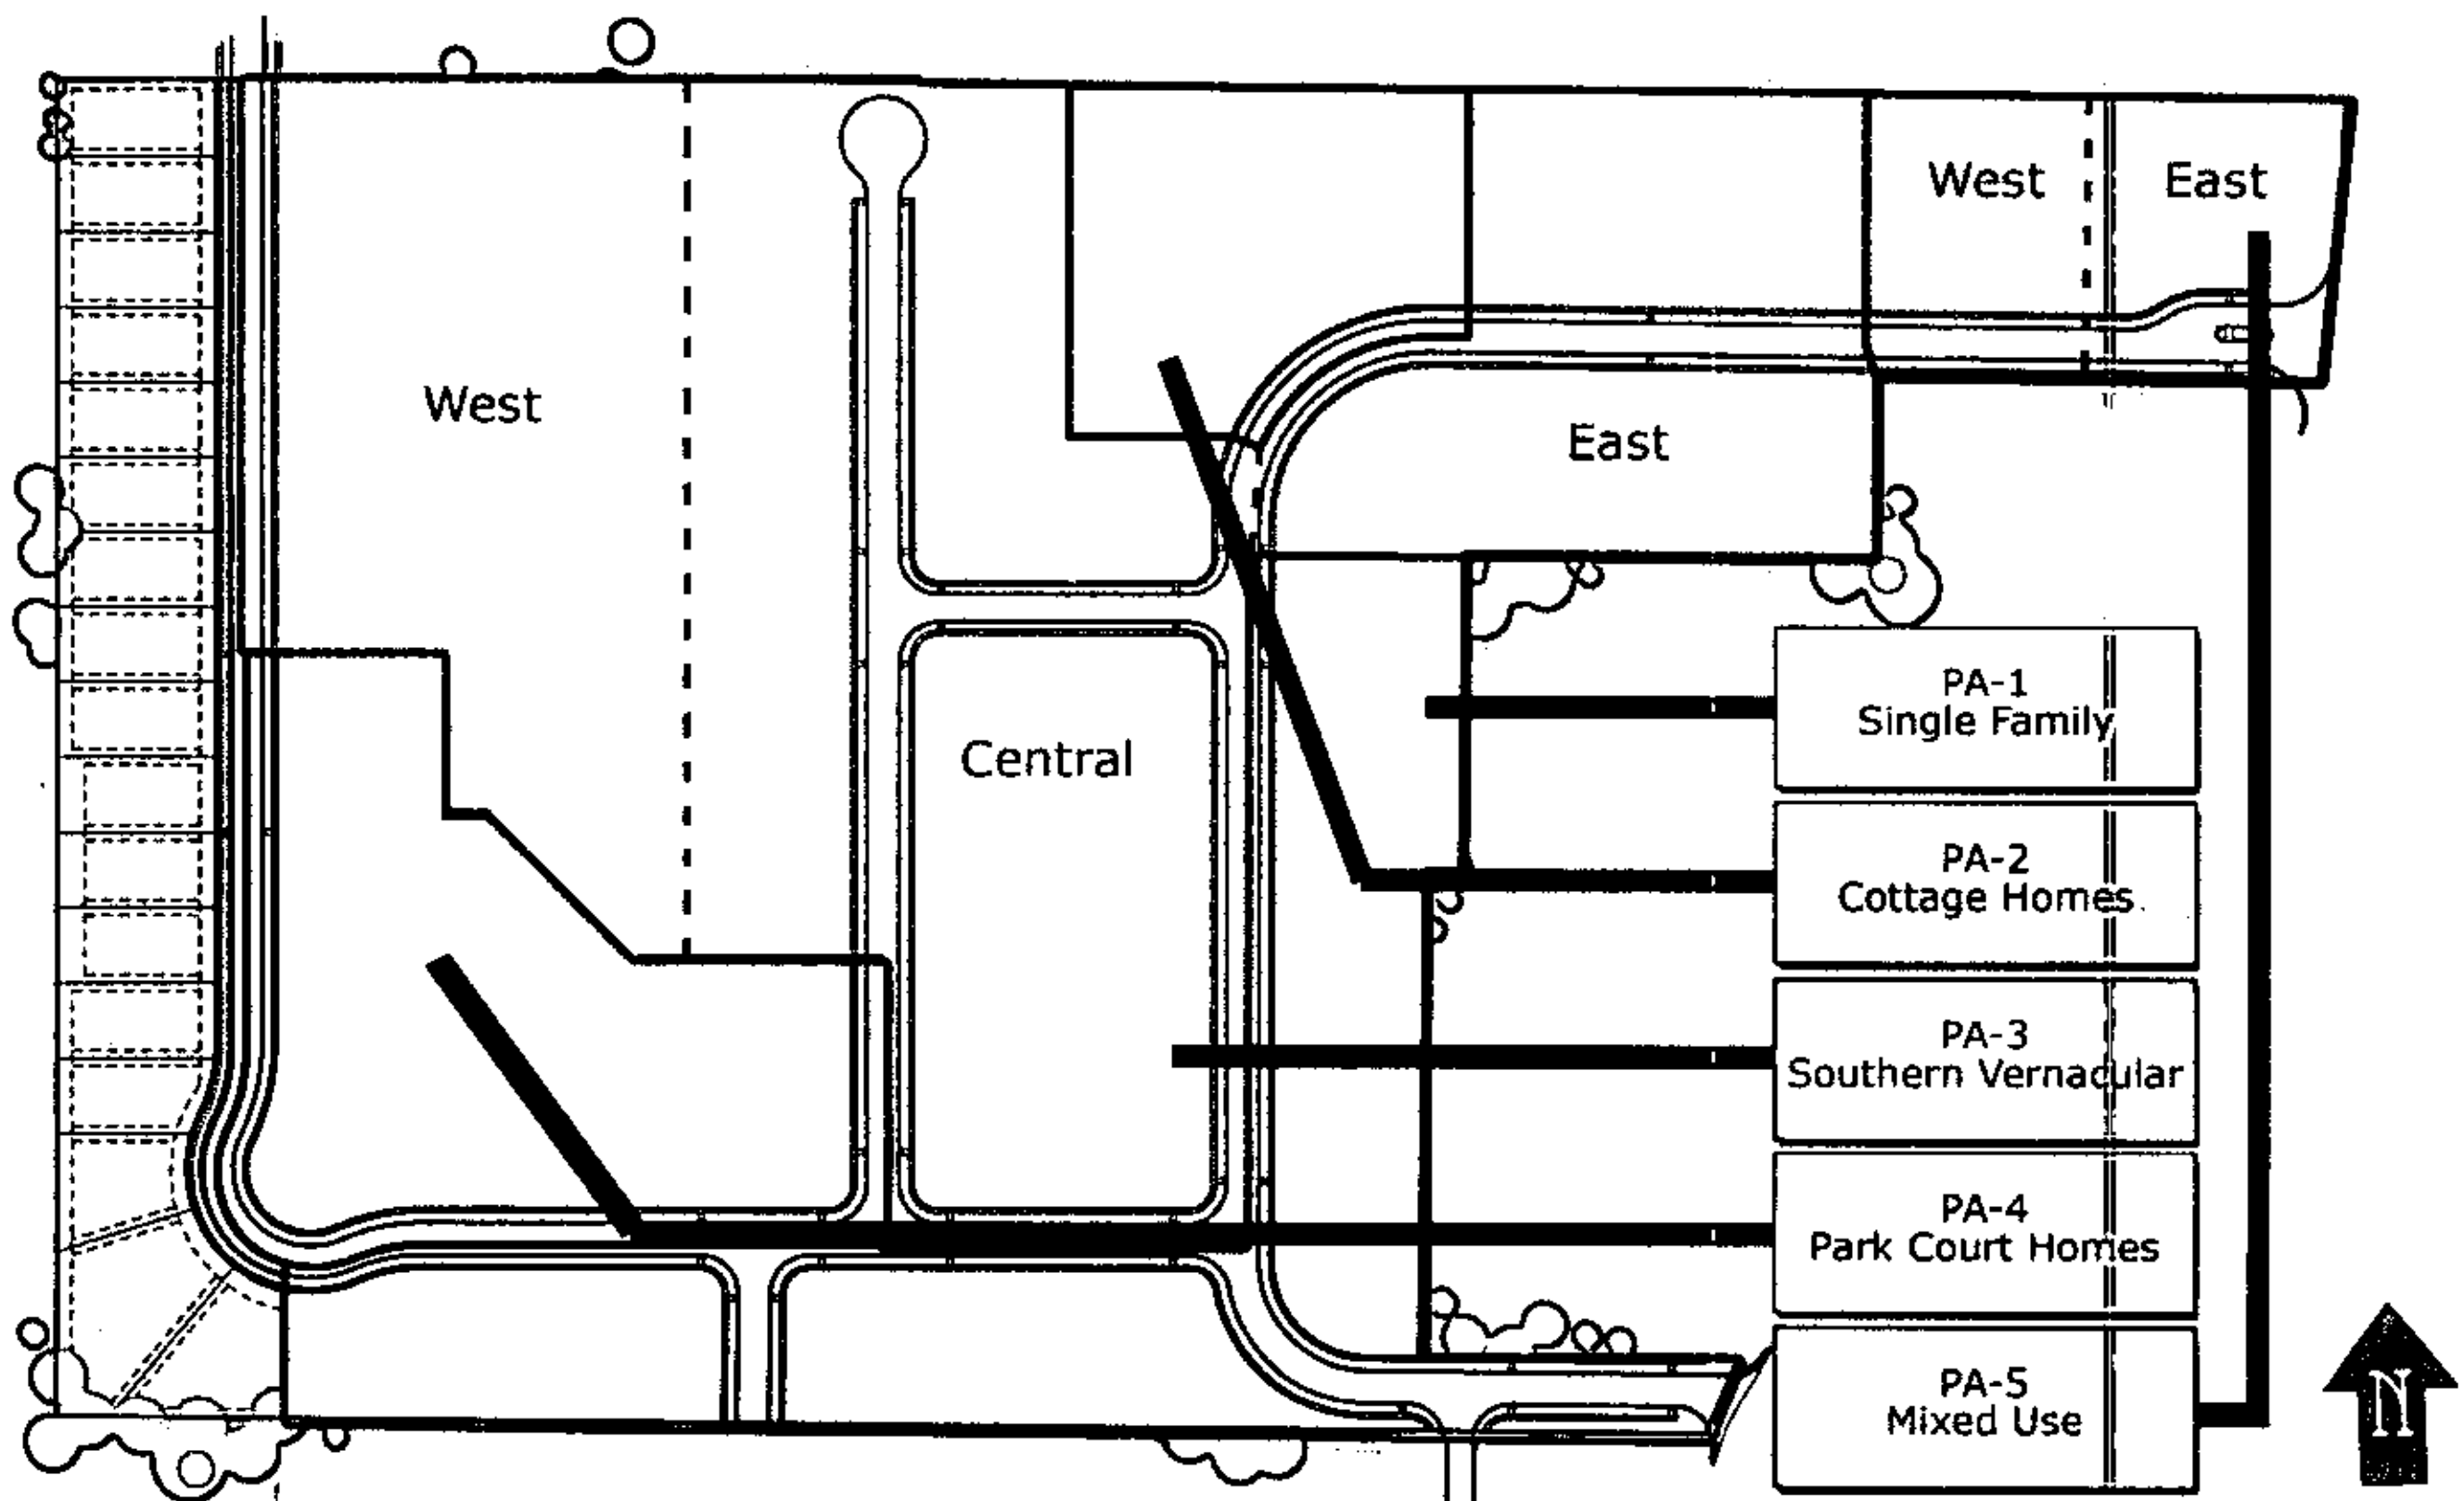 West
East
West
East
Central
PA-1
Single Family
PA-2
Cottage Homes
PA-3
Southern Vernacular
PA-4
Park Court Homes
PA-5
Mixed Use
N